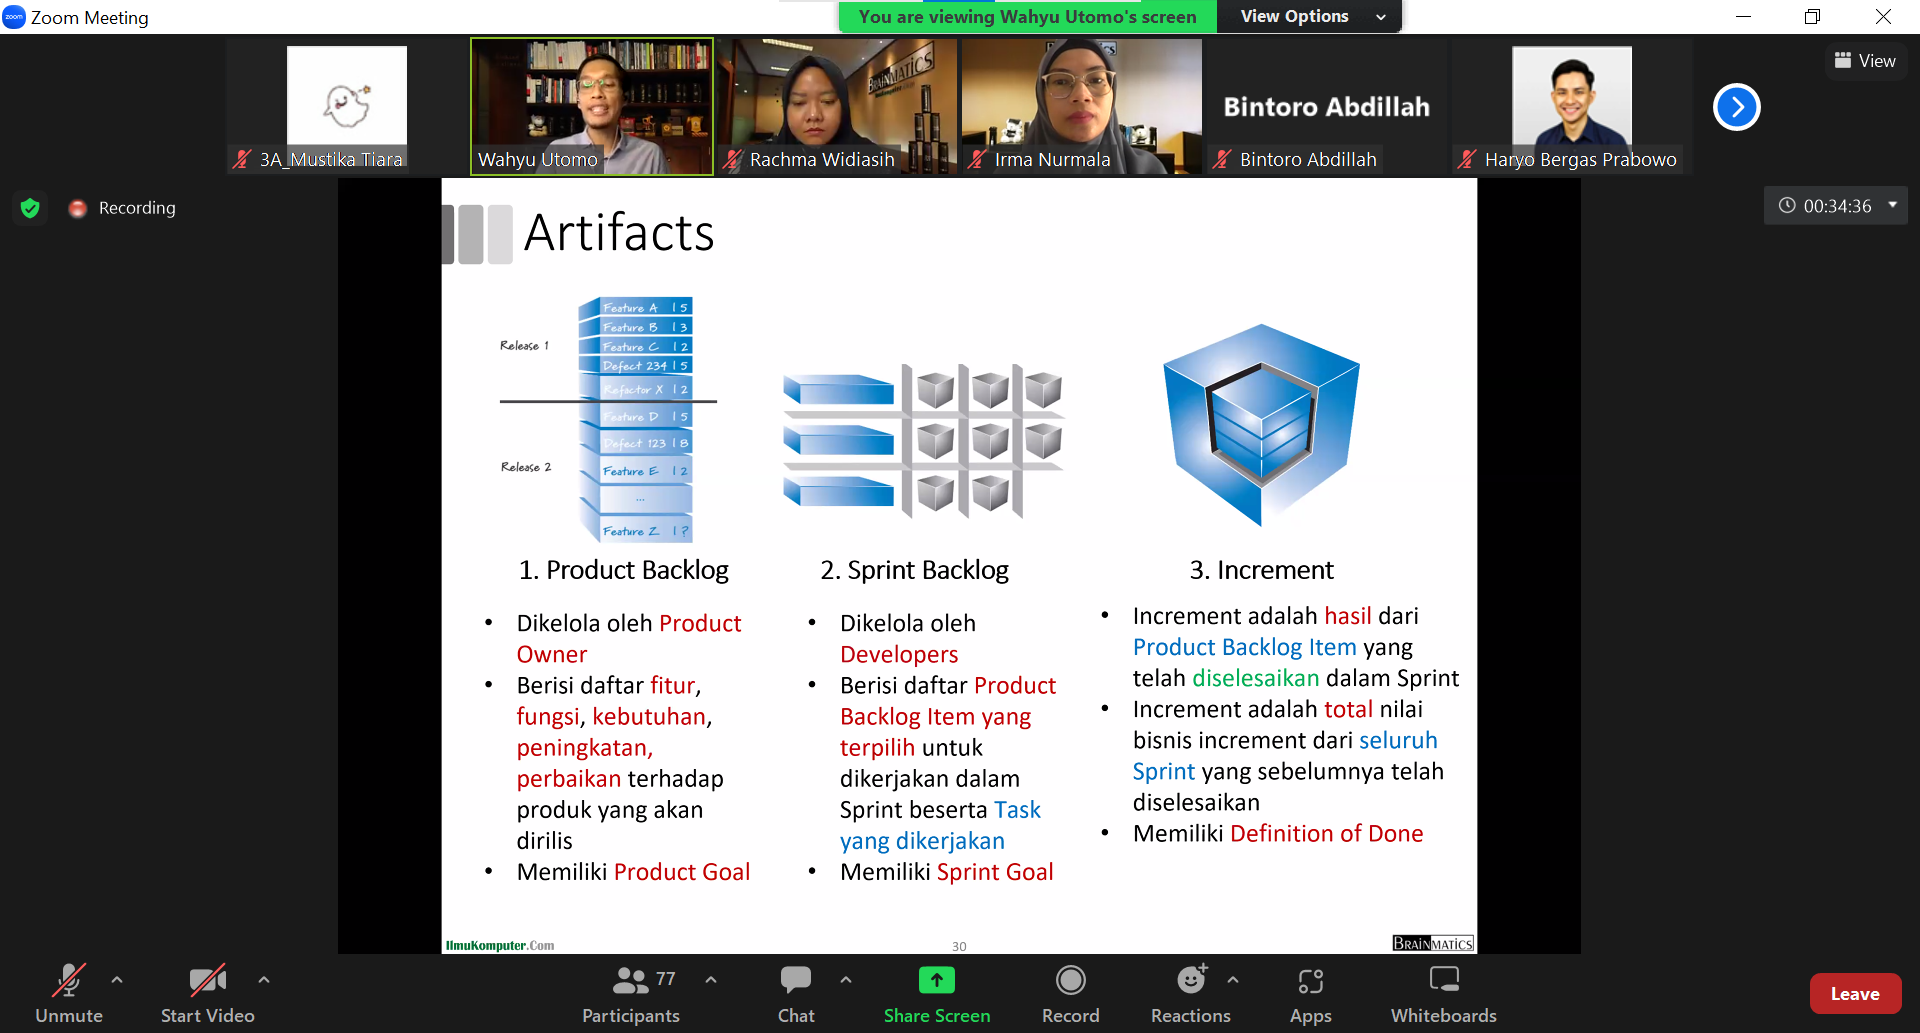 zoom
Zoom Meeting
You are viewing Wahyu Utomo's screen
View Options
View
3A_Mustika Tiara
Wahyu Utomo
BRAINMATICS
Rachma Widiasih
Irma Nurmala
Bintoro Abdillah
Bintoro Abdillah
Haryo Bergas Prabowo
Recording
00:34:36
Artifacts
Release 1
Feature A | 5
Feature B | 3
Feature C | 2
Defect 234 | 5
Refactor X | 2
Release 2
Feature D | 5
Defect 123 | 8
Feature E | 2
...
Feature Z | ?
1. Product Backlog
• Dikelola oleh Product
Owner
• Berisi daftar fitur,
fungsi, kebutuhan,
peningkatan,
perbaikan terhadap
produk yang akan
dirilis
• Memiliki Product Goal
2. Sprint Backlog
• Dikelola oleh
Developers
• Berisi daftar Product
Backlog Item yang
terpilih untuk
dikerjakan dalam
Sprint beserta Task
yang dikerjakan
• Memiliki Sprint Goal
3. Increment
• Increment adalah hasil dari
Product Backlog Item yang
telah diselesaikan dalam Sprint
• Increment adalah total nilai
bisnis increment dari seluruh
Sprint yang sebelumnya telah
diselesaikan
• Memiliki Definition of Done
IlmuKomputer.Com
30
BRAINMATICS
Unmute
Start Video
77
Participants
Chat
Share Screen
Record
Reactions
Apps
Whiteboards
Leave